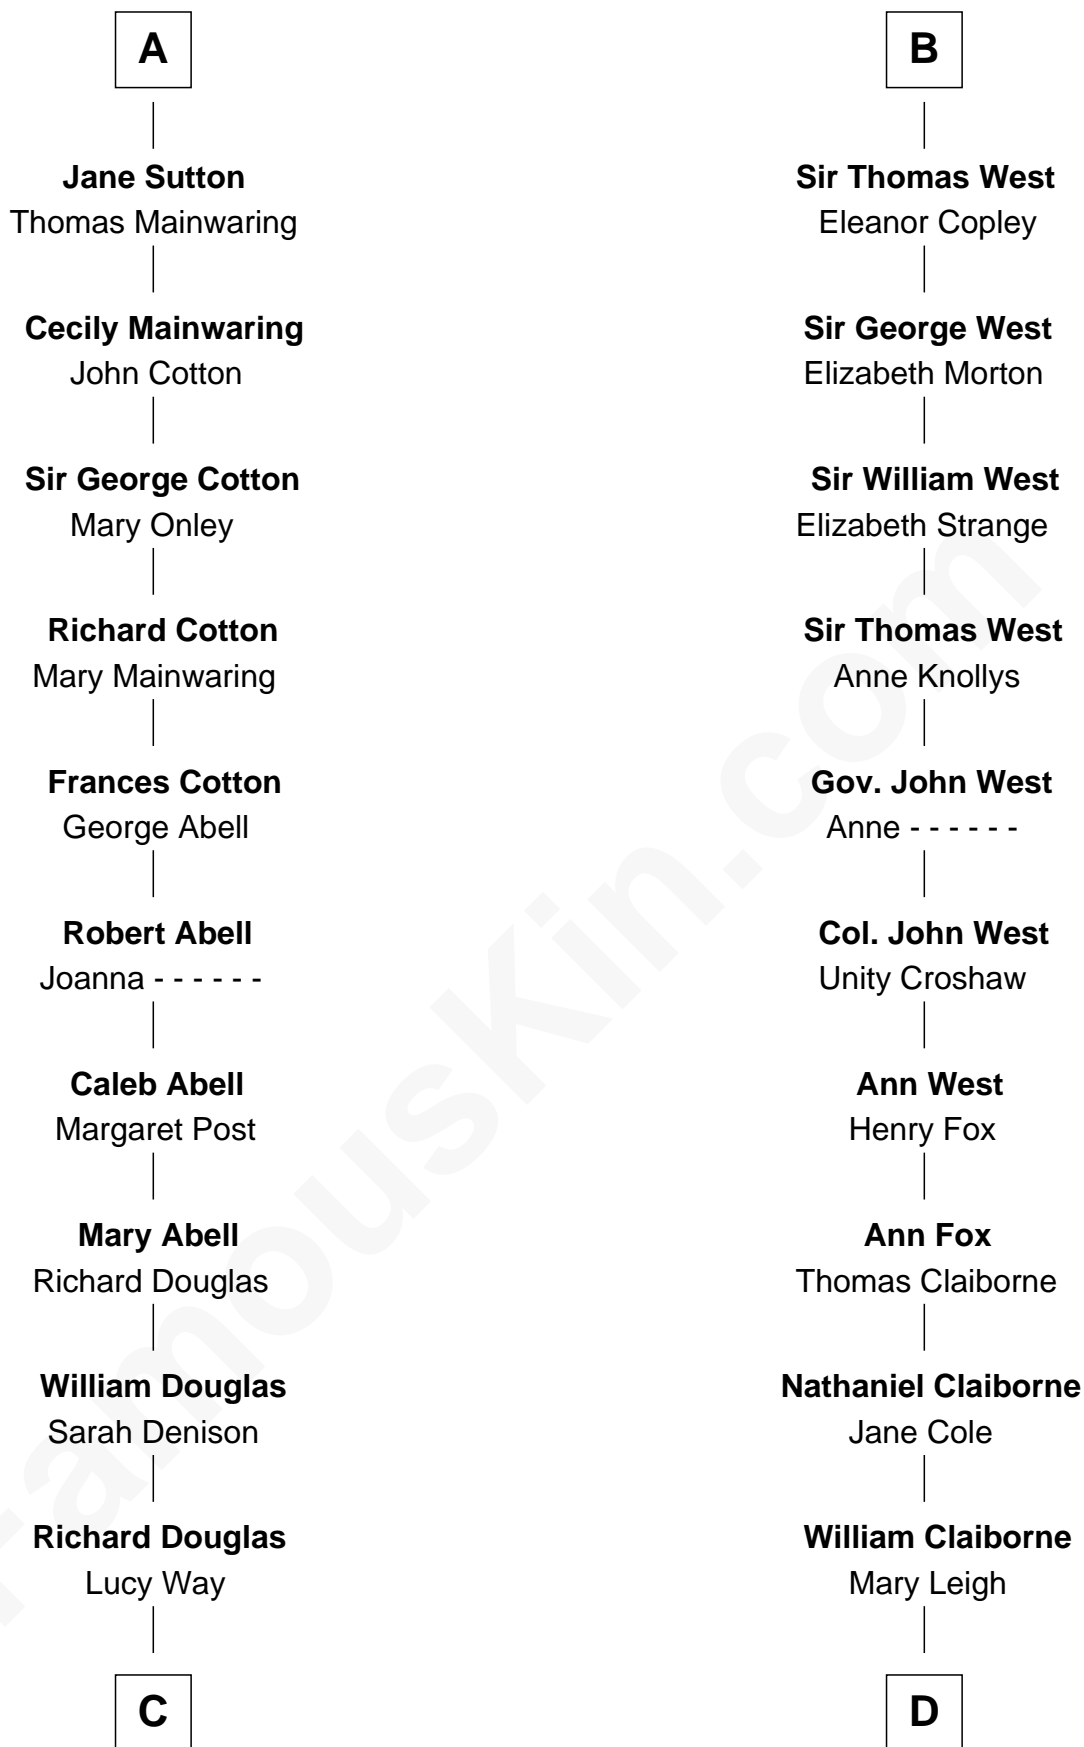 A
Jane Sutton
Thomas Mainwaring
Cecily Mainwaring
John Cotton
Sir George Cotton
Mary Onley
Richard Cotton
Mary Mainwaring
Frances Cotton
George Abell
Robert Abell
Joanna - - - - - -
Caleb Abell
Margaret Post
Mary Abell
Richard Douglas
William Douglas
Sarah Denison
Richard Douglas
Lucy Way
C
B
Sir Thomas West
Eleanor Copley
Sir George West
Elizabeth Morton
Sir William West
Elizabeth Strange
Sir Thomas West
Anne Knollys
Gov. John West
Anne - - - - - -
Col. John West
Unity Croshaw
Ann West
Henry Fox
Ann Fox
Thomas Claiborne
Nathaniel Claiborne
Jane Cole
William Claiborne
Mary Leigh
D
FamousKin.com